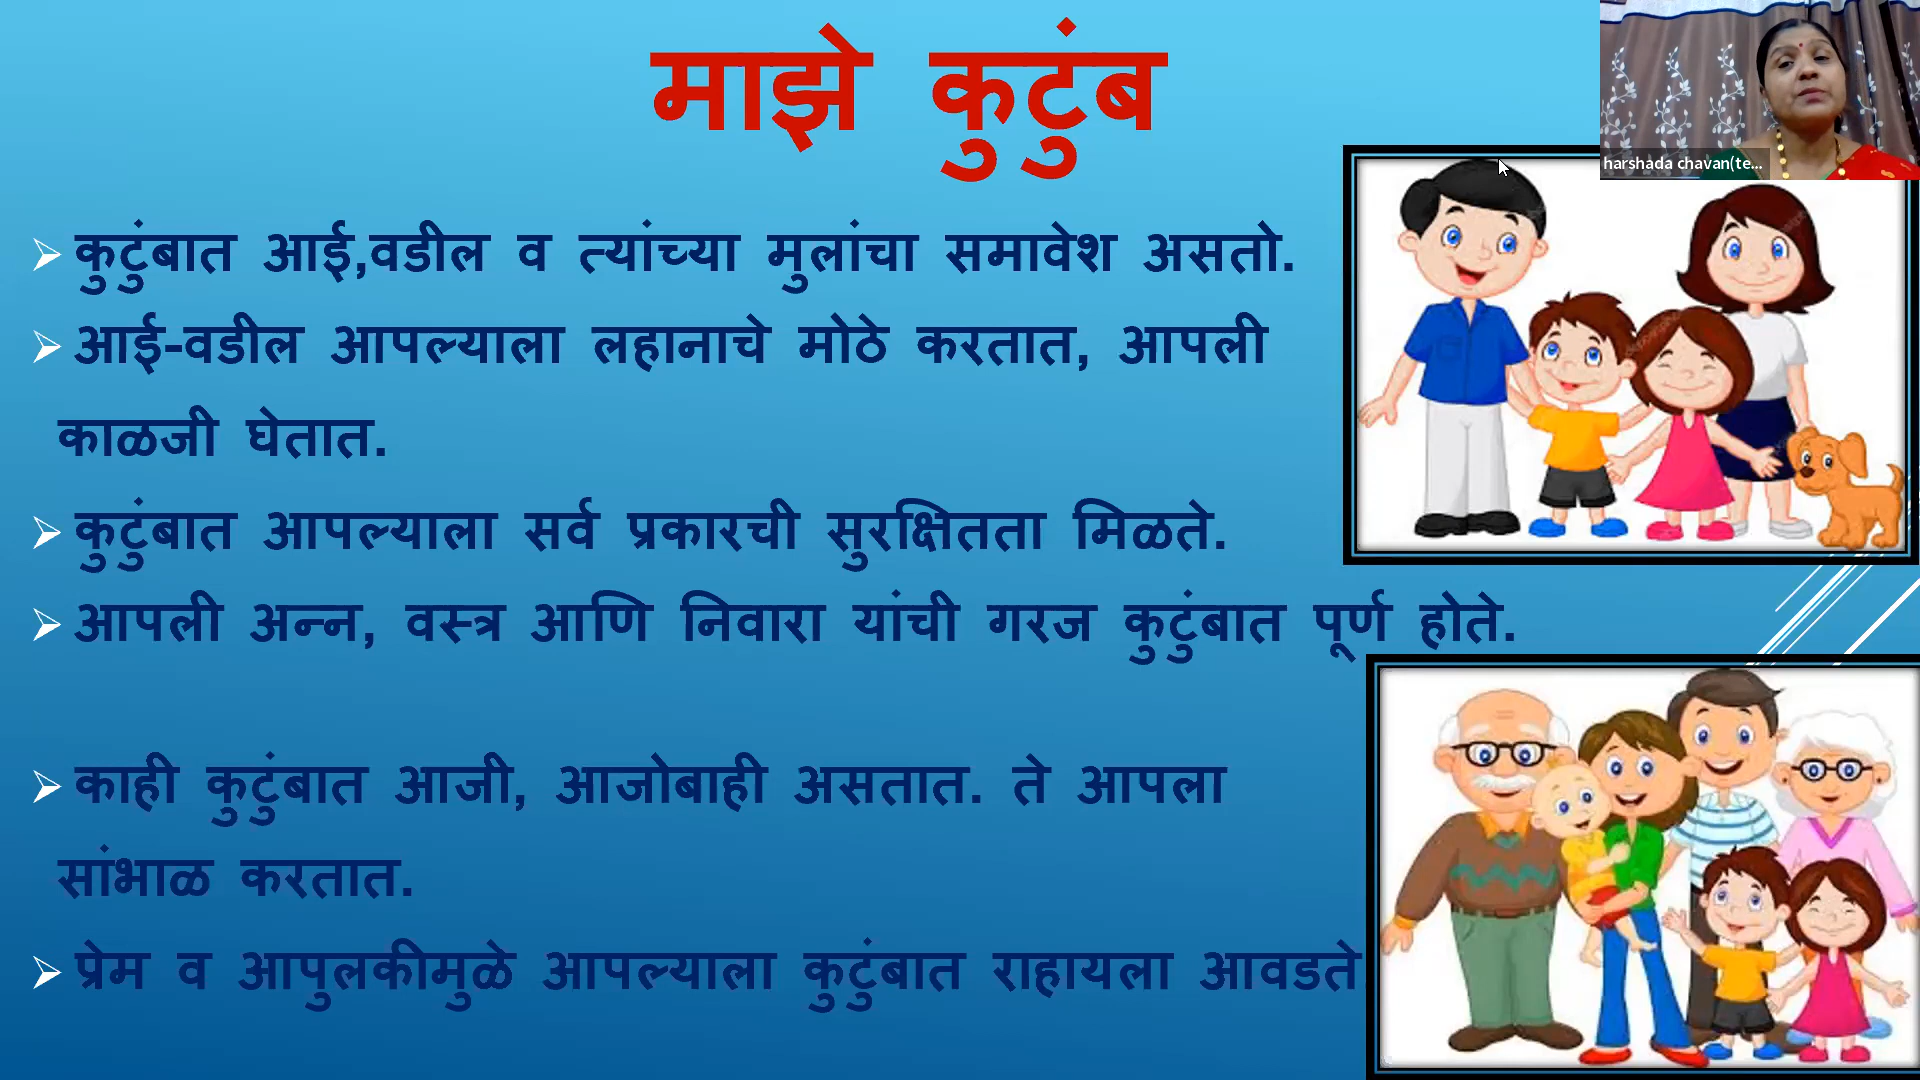 माझे कुटुंब
harshada chavan(te...
➢ कुटुंबात आई,वडील व त्यांच्या मुलांचा समावेश असतो.
➢ आई-वडील आपल्याला लहानाचे मोठे करतात, आपली
काळजी घेतात.
➢ कुटुंबात आपल्याला सर्व प्रकारची सुरक्षितता मिळते.
➢ आपली अन्न, वस्त्र आणि निवारा यांची गरज कुटुंबात पूर्ण होते.
➢ काही कुटुंबात आजी, आजोबाही असतात. ते आपला
सांभाळ करतात.
➢ प्रेम व आपुलकीमुळे आपल्याला कुटुंबात राहायला आवडते.